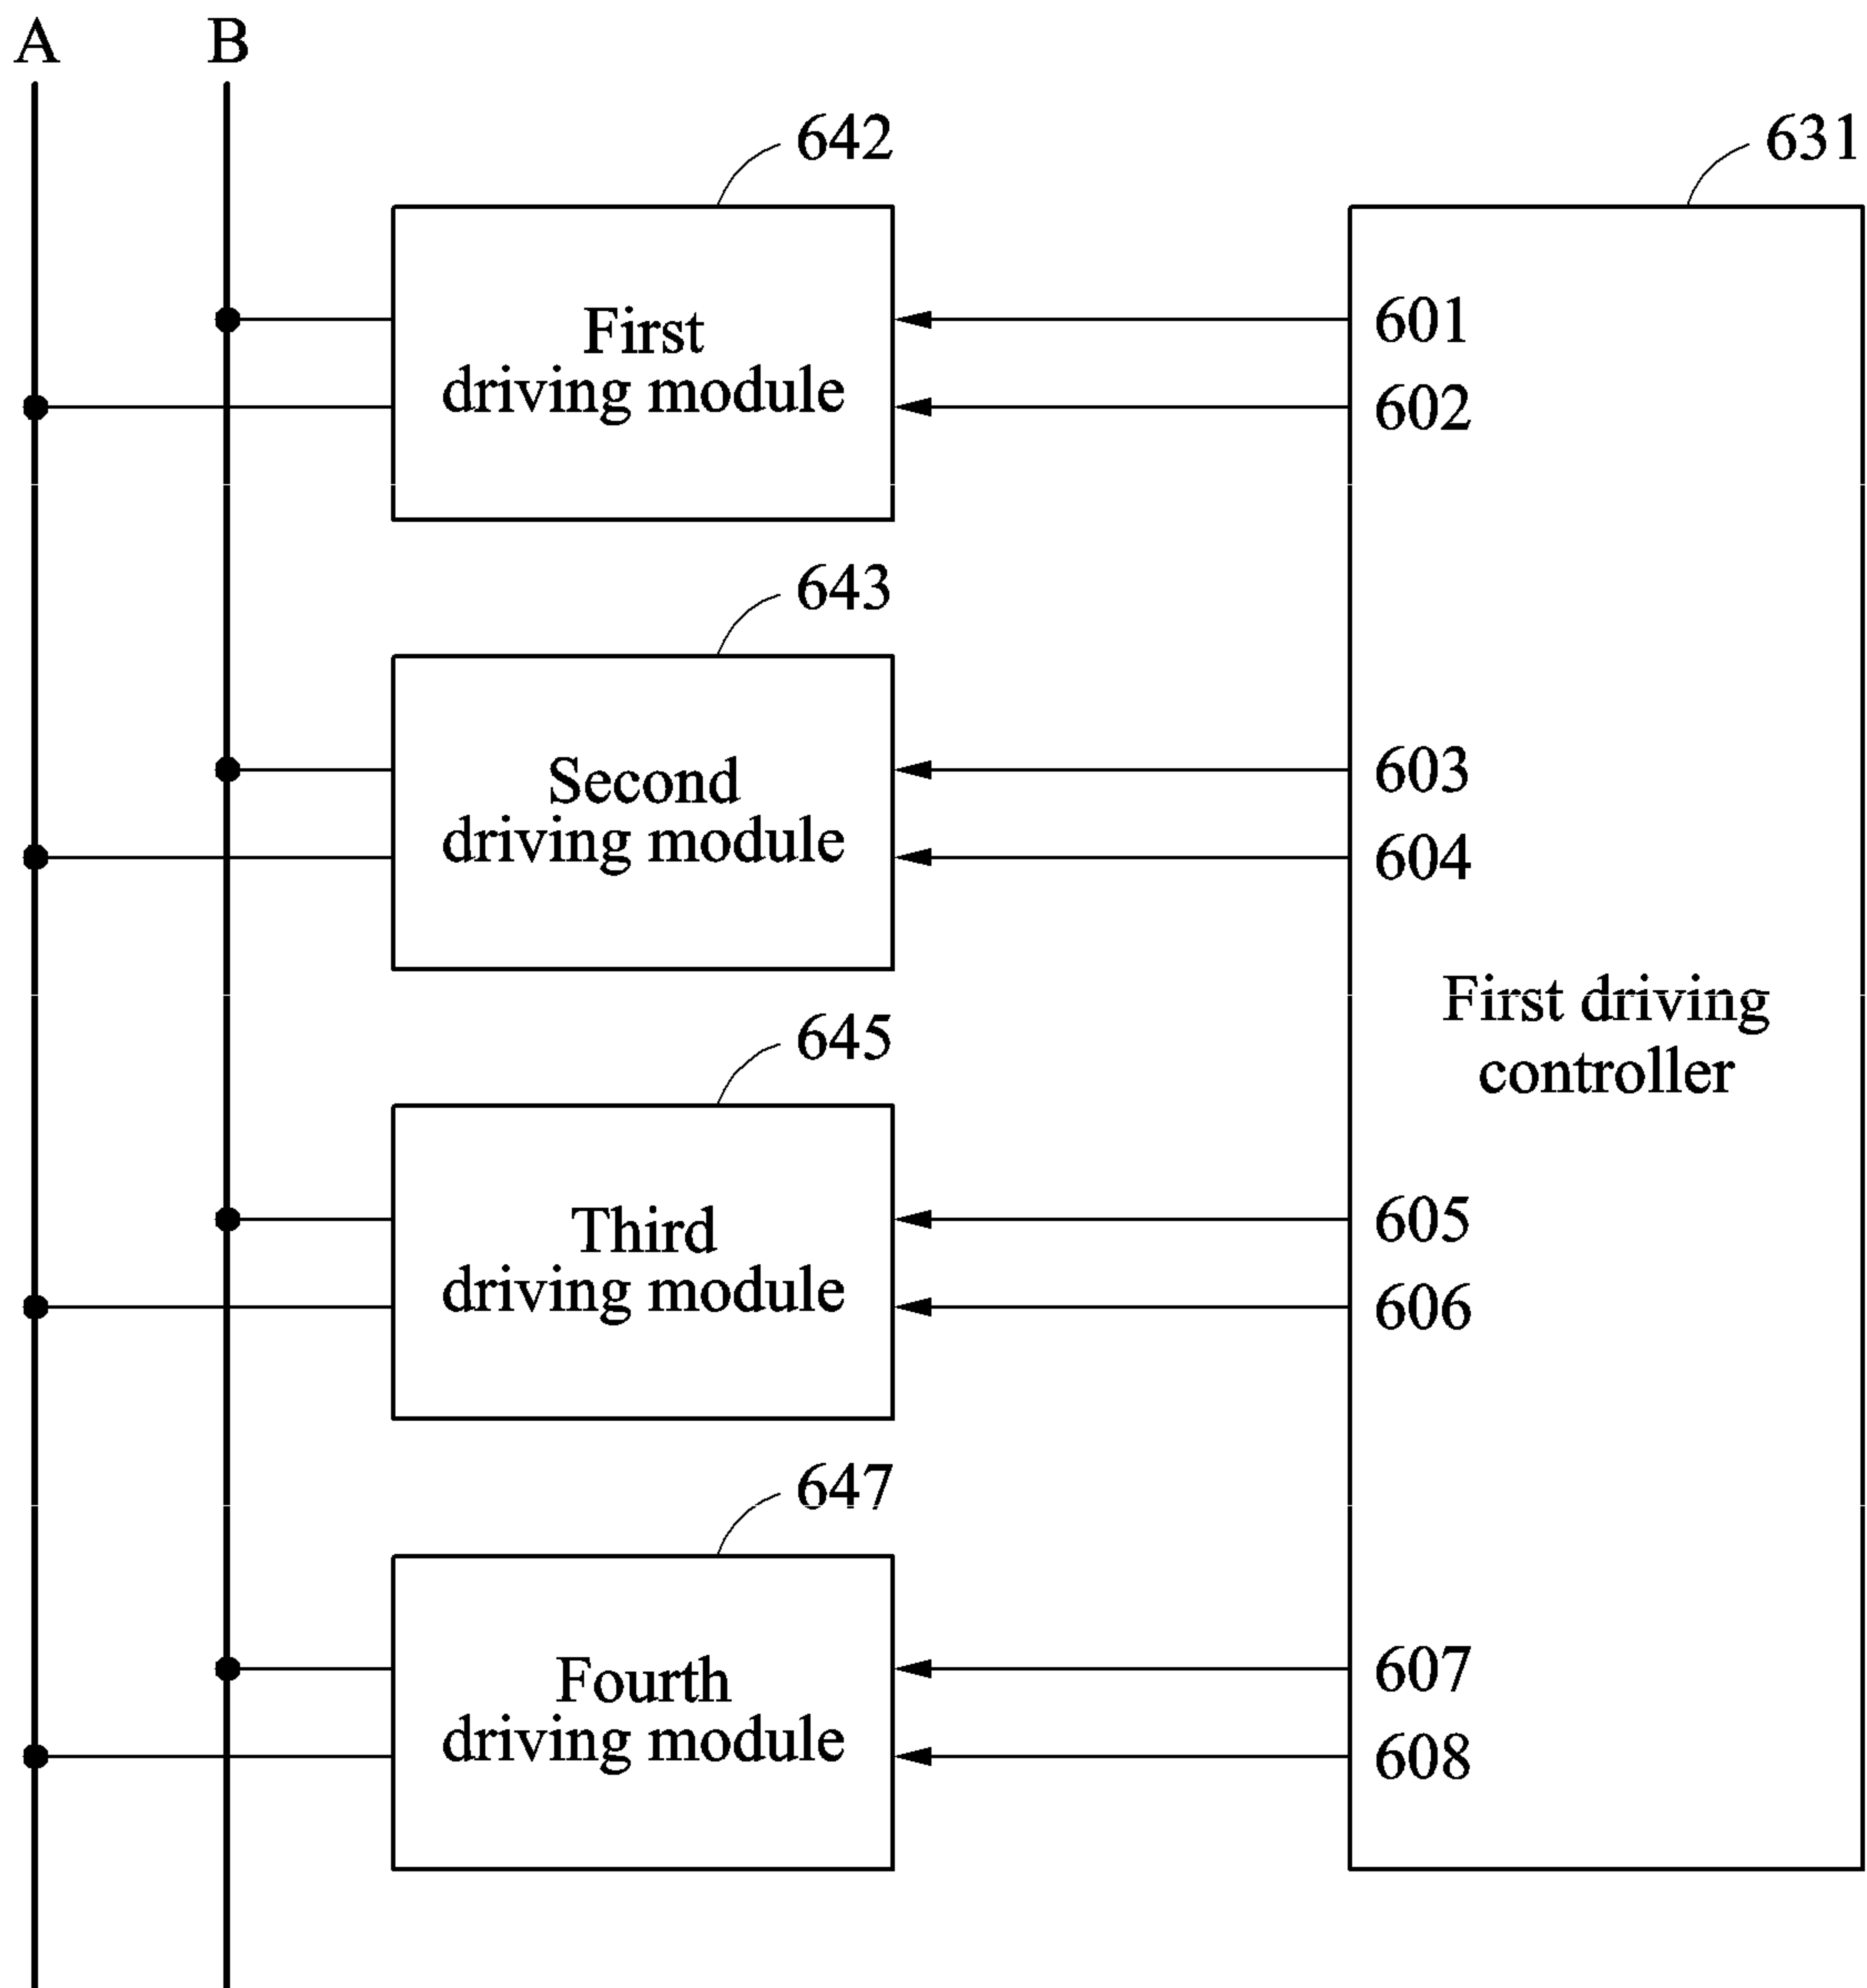 A
B
642
631
First
driving module
601
602
643
Second
driving module
603
604
First driving
controller
645
Third
driving module
605
606
647
Fourth
driving module
607
608